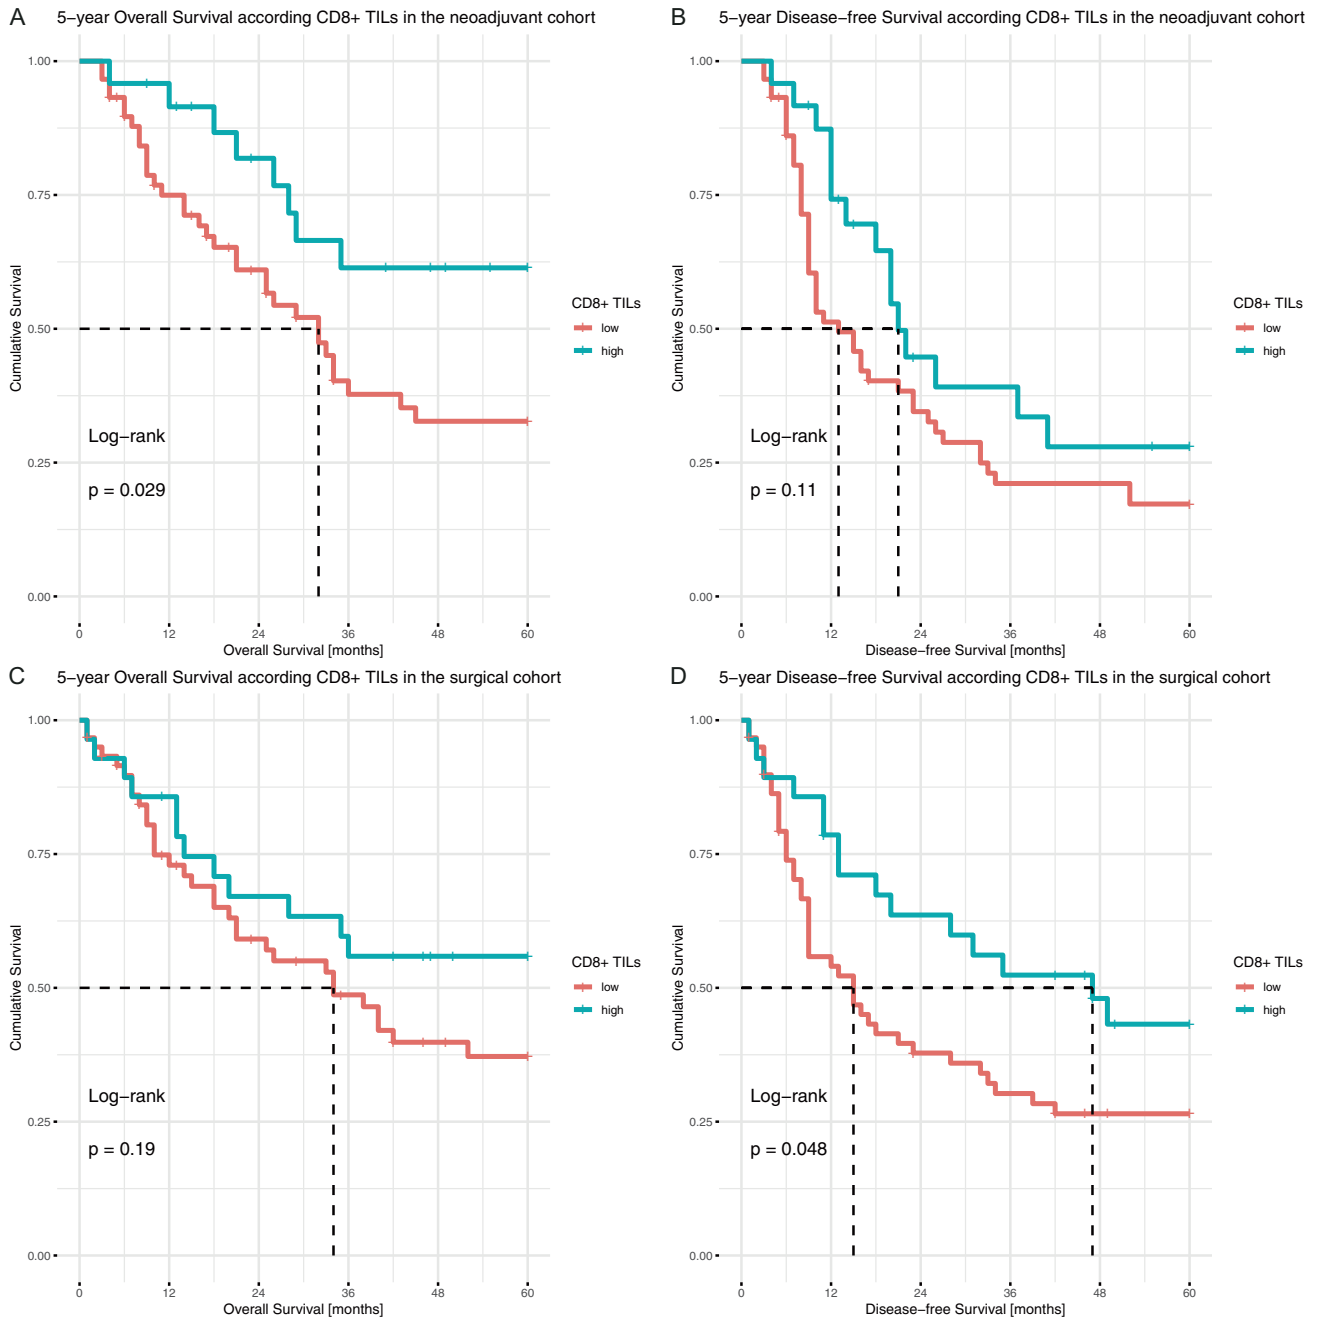 A
5−year Overall Survival according CD8+ TILs in the neoadjuvant cohort
1.00
0.75
0.50
0.25
0.00
Cumulative Survival
Log−rank
p = 0.029
0 12 24 36 48 60
Overall Survival [months]
CD8+ TILs
low
high
B
5−year Disease−free Survival according CD8+ TILs in the neoadjuvant cohort
1.00
0.75
0.50
0.25
0.00
Cumulative Survival
Log−rank
p = 0.11
0 12 24 36 48 60
Disease−free Survival [months]
CD8+ TILs
low
high
C
5−year Overall Survival according CD8+ TILs in the surgical cohort
1.00
0.75
0.50
0.25
0.00
Cumulative Survival
Log−rank
p = 0.19
0 12 24 36 48 60
Overall Survival [months]
CD8+ TILs
low
high
D
5−year Disease−free Survival according CD8+ TILs in the surgical cohort
1.00
0.75
0.50
0.25
0.00
Cumulative Survival
Log−rank
p = 0.048
0 12 24 36 48 60
Disease−free Survival [months]
CD8+ TILs
low
high